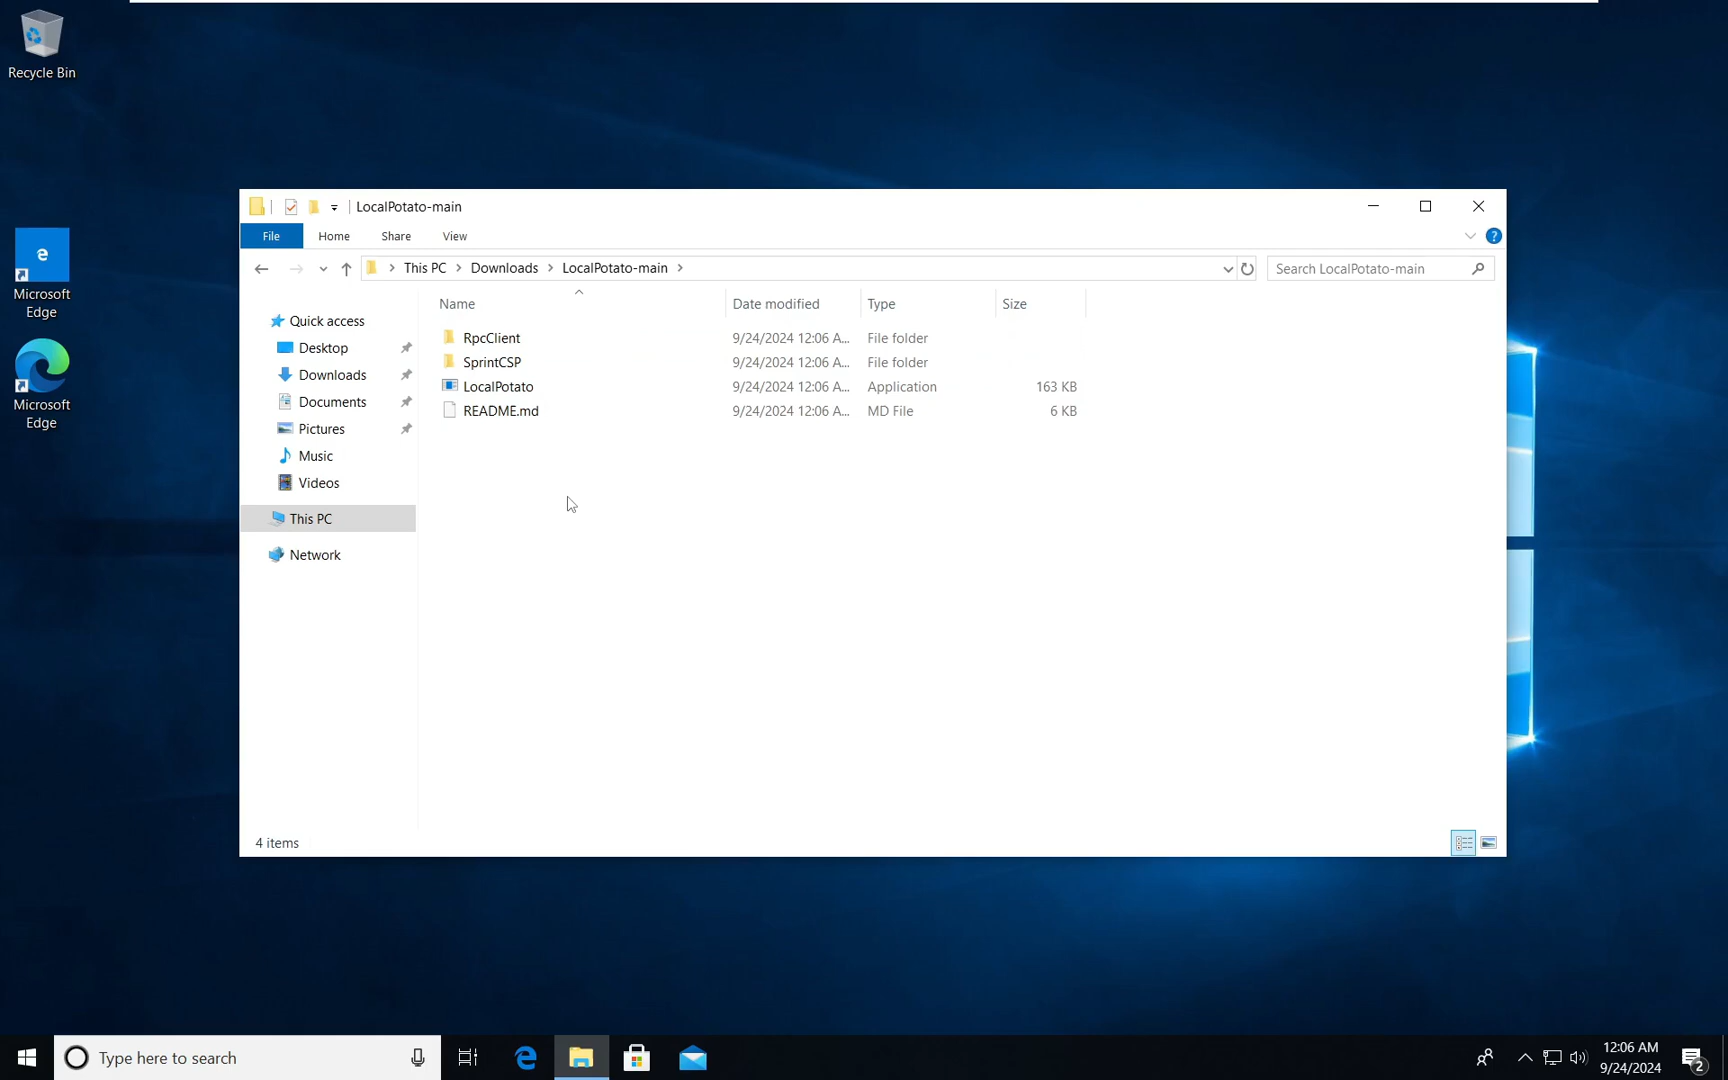 Recycle Bin
Microsoft
Edge
Microsoft
Edge
LocalPotato-main
File Home Share View
This PC Downloads LocalPotato-main
Search LocalPotato-main
Name Date modified Type Size
Quick access
Desktop
Downloads
Documents
Pictures
Music
Videos
This PC
Network
RpcClient 9/24/2024 12:06 A... File folder
SprintCSP 9/24/2024 12:06 A... File folder
LocalPotato 9/24/2024 12:06 A... Application 163 KB
README.md 9/24/2024 12:06 A... MD File 6 KB
4 items
Type here to search
12:06 AM
9/24/2024
2